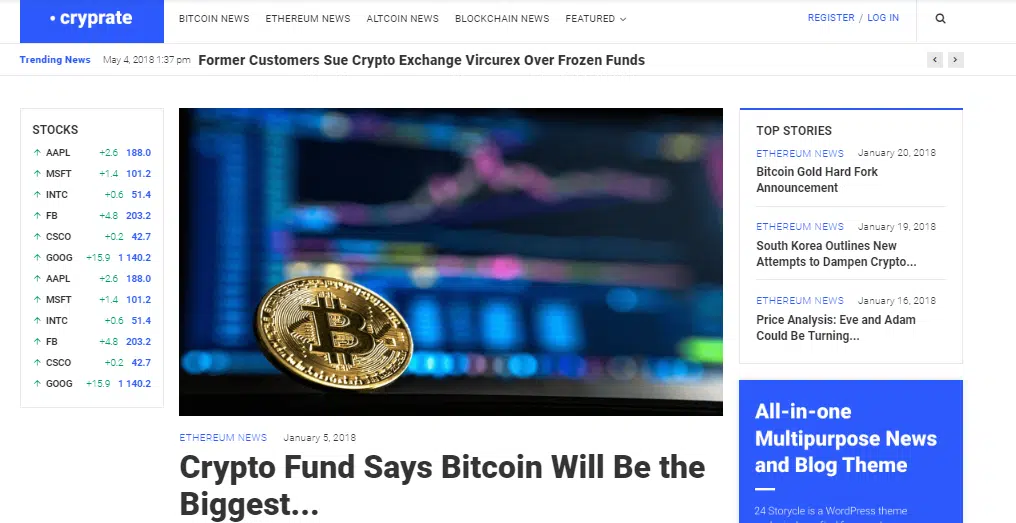 • cryprate
BITCOIN NEWS
ETHEREUM NEWS
ALTCOIN NEWS
BLOCKCHAIN NEWS
FEATURED
REGISTER / LOG IN
Trending News
May 4, 2018 1:37 pm
Former Customers Sue Crypto Exchange Vircurex Over Frozen Funds
STOCKS
AAPL +2.6 188.0
MSFT +1.4 101.2
INTC +0.6 51.4
FB +4.8 203.2
CSCO +0.2 42.7
GOOG +15.9 1 140.2
AAPL +2.6 188.0
MSFT +1.4 101.2
INTC +0.6 51.4
FB +4.8 203.2
CSCO +0.2 42.7
GOOG +15.9 1 140.2
ETHEREUM NEWS January 5, 2018
Crypto Fund Says Bitcoin Will Be the
Biggest...
TOP STORIES
ETHEREUM NEWS January 20, 2018
Bitcoin Gold Hard Fork
Announcement
ETHEREUM NEWS January 19, 2018
South Korea Outlines New
Attempts to Dampen Crypto...
ETHEREUM NEWS January 16, 2018
Price Analysis: Eve and Adam
Could Be Turning...
All-in-one
Multipurpose News
and Blog Theme
24 Storycle is a WordPress theme